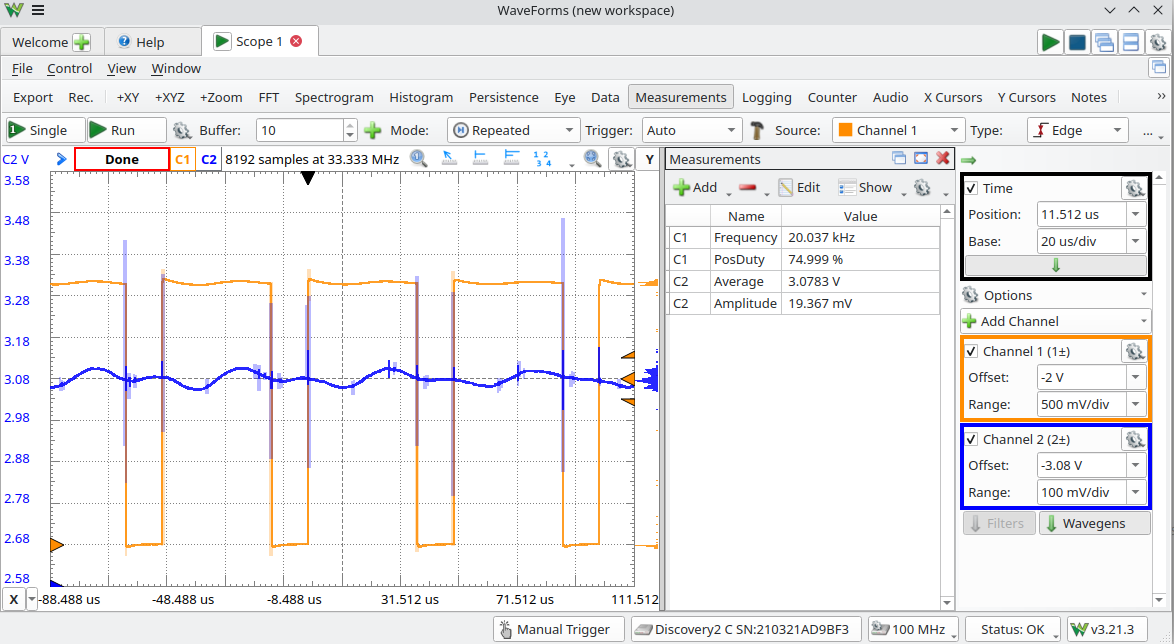 WaveForms (new workspace)
Welcome Help Scope 1
File Control View Window
Export Rec. +XY +XYZ +Zoom FFT Spectrogram Histogram Persistence Eye Data Measurements Logging Counter Audio X Cursors Y Cursors Notes »
Single Run Buffer: 10 Mode: Repeated Trigger: Auto Source: Channel 1 Type: Edge ...
C2 V Done C1 C2 8192 samples at 33.333 MHz Y
3.58
3.48
3.38
3.28
3.18
3.08
2.98
2.88
2.78
2.68
2.58
X -88.488 us -48.488 us -8.488 us 31.512 us 71.512 us 111.512
Measurements
Add Edit Show
Name Value
C1 Frequency 20.037 kHz
C1 PosDuty 74.999 %
C2 Average 3.0783 V
C2 Amplitude 19.367 mV
Time
Position: 11.512 us
Base: 20 us/div
Options
Add Channel
Channel 1 (1±)
Offset: -2 V
Range: 500 mV/div
Channel 2 (2±)
Offset: -3.08 V
Range: 100 mV/div
Filters Wavegens
Manual Trigger Discovery2 C SN:210321AD9BF3 100 MHz Status: OK v3.21.3